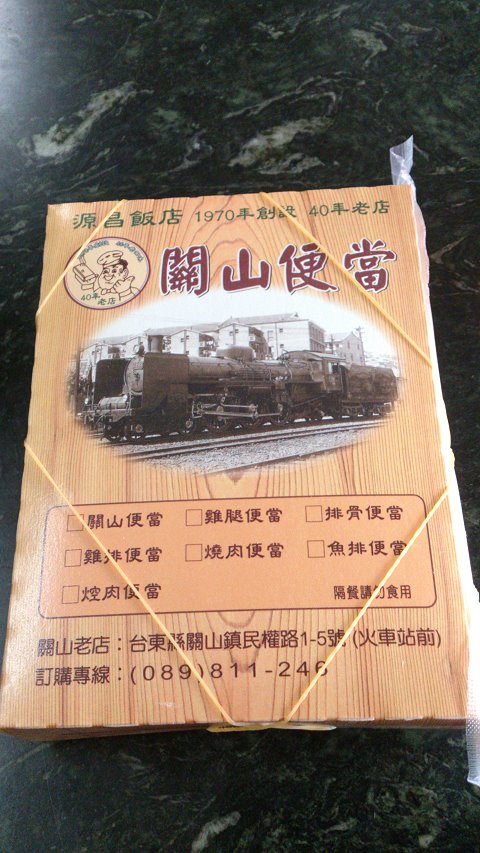 源昌飯店 1970年創設 40年老店
關山便當
40年老店
□關山便當 □雞腿便當 □排骨便當
□雞排便當 □燒肉便當 □魚排便當
□焢肉便當 隔餐請勿食用
關山老店：台東縣關山鎮民權路1-5號(火車站前)
訂購專線：(089)811-246